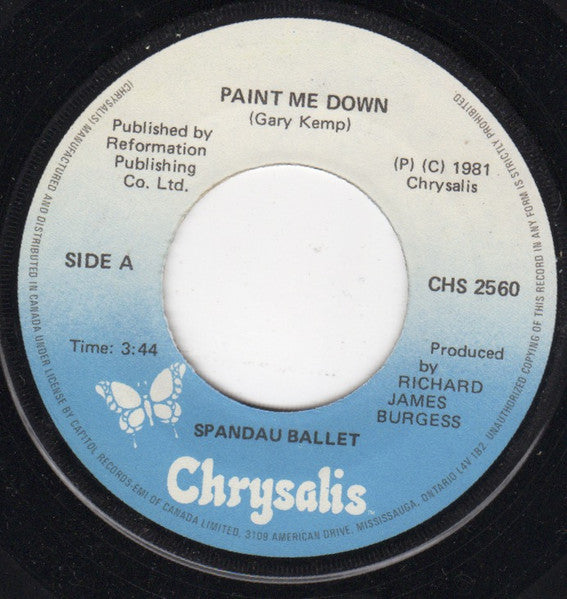 PAINT ME DOWN
(Gary Kemp)
Published by
Reformation
Publishing
Co. Ltd.
(P) (C) 1981
Chrysalis
SIDE A
CHS 2560
Time: 3:44
Produced
by
RICHARD
JAMES
BURGESS
SPANDAU BALLET
Chrysalis™
(CHRYSALIS) MANUFACTURED AND DISTRIBUTED IN CANADA UNDER LICENSE BY CAPITOL RECORDS-EMI OF CANADA LIMITED, 3109 AMERICAN DRIVE, MISSISSAUGA, ONTARIO L4V 1B2. UNAUTHORIZED COPYING OF THIS RECORD IN ANY FORM IS STRICTLY PROHIBITED.